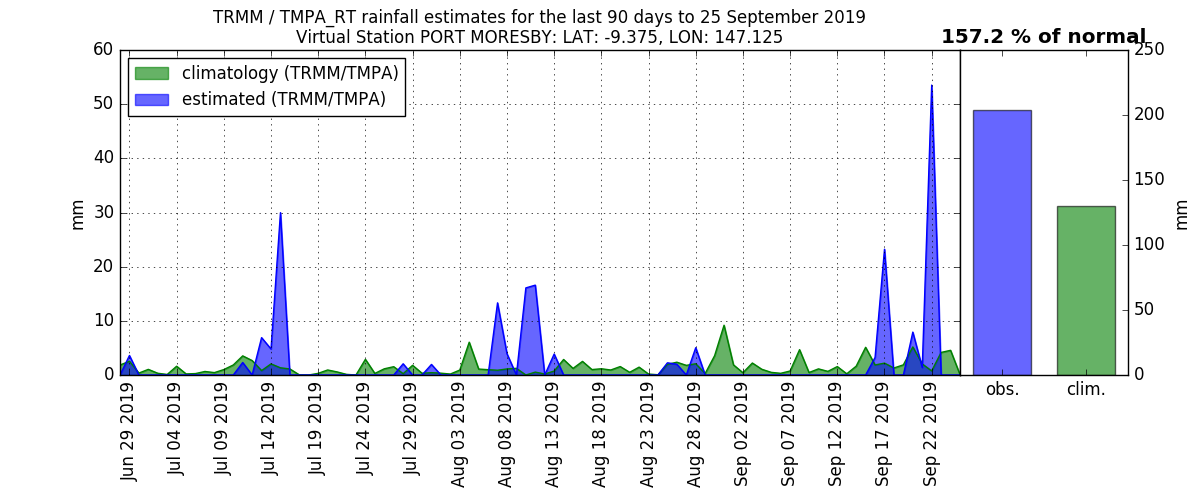 TRMM / TMPA_RT rainfall estimates for the last 90 days to 25 September 2019
Virtual Station PORT MORESBY: LAT: -9.375, LON: 147.125
157.2 % of normal
climatology (TRMM/TMPA)
estimated (TRMM/TMPA)
mm
60
50
40
30
20
10
0
Jun 29 2019
Jul 04 2019
Jul 09 2019
Jul 14 2019
Jul 19 2019
Jul 24 2019
Jul 29 2019
Aug 03 2019
Aug 08 2019
Aug 13 2019
Aug 18 2019
Aug 23 2019
Aug 28 2019
Sep 02 2019
Sep 07 2019
Sep 12 2019
Sep 17 2019
Sep 22 2019
250
200
150
100
50
0
mm
obs.
clim.